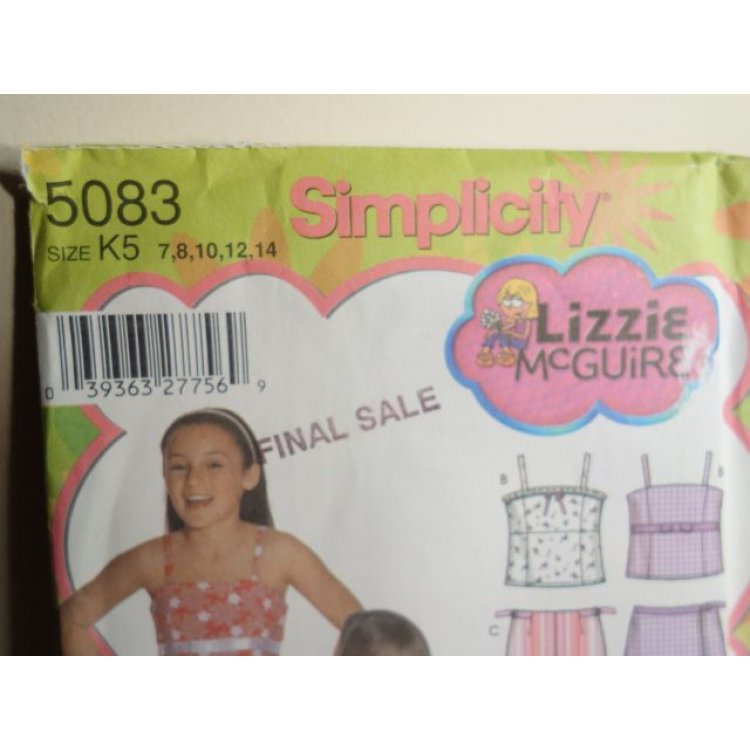 5083
Simplicity®
SIZE K5 7,8,10,12,14
LiZZiE
McGUiRE
0 39363 27756 9
FINAL SALE
B B
C